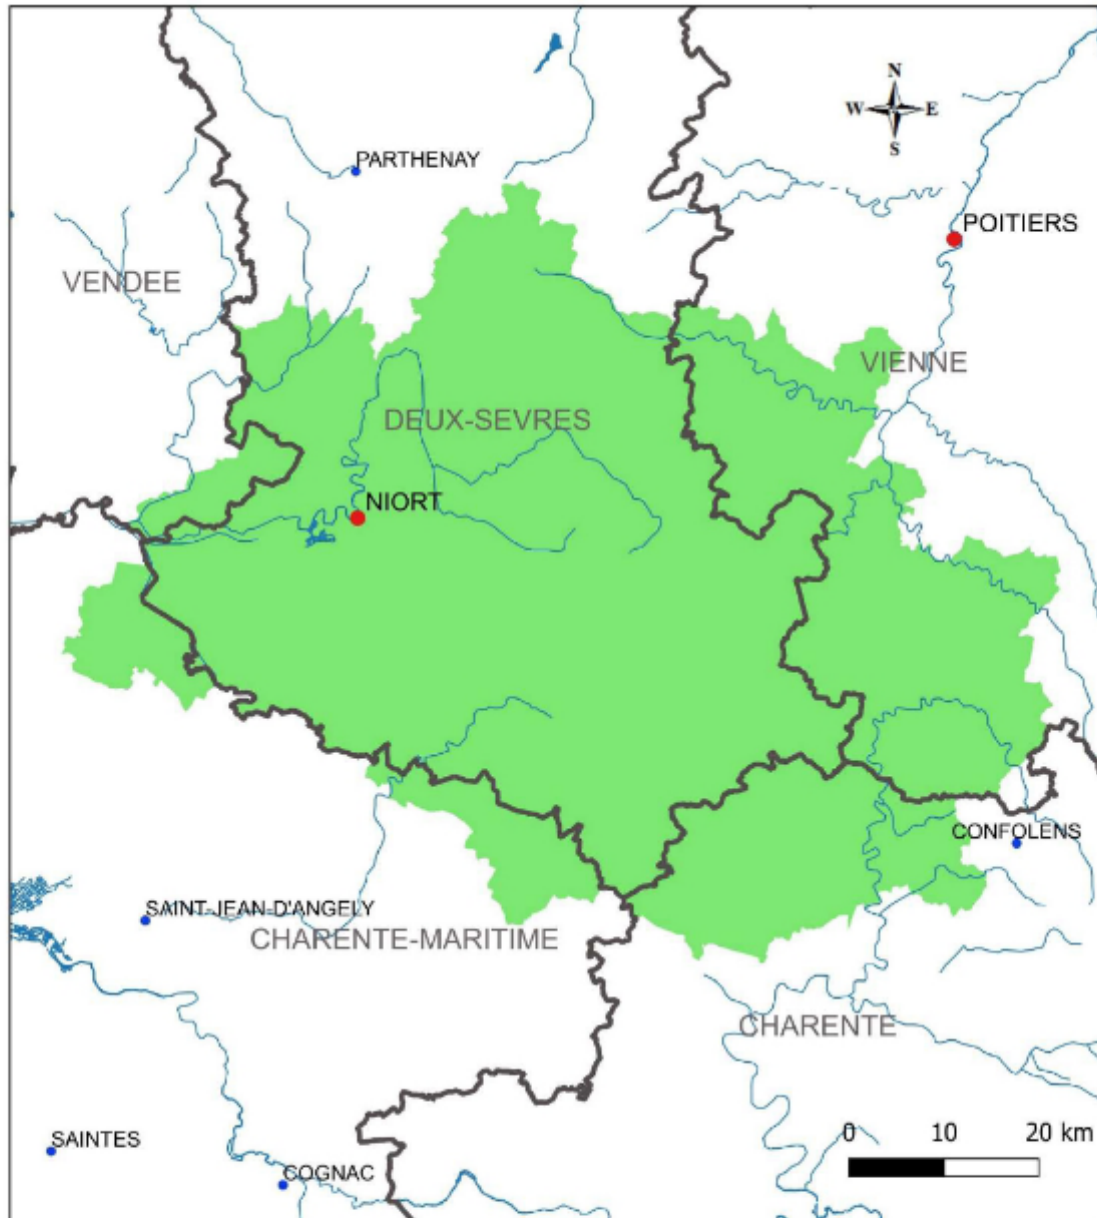 N
W E
S
PARTHENAY
POITIERS
VENDEE
VIENNE
DEUX-SEVRES
NIORT
CONFOLENS
SAINT-JEAN-D'ANGELY
CHARENTE-MARITIME
CHARENTE
0 10 20 km
SAINTES
COGNAC